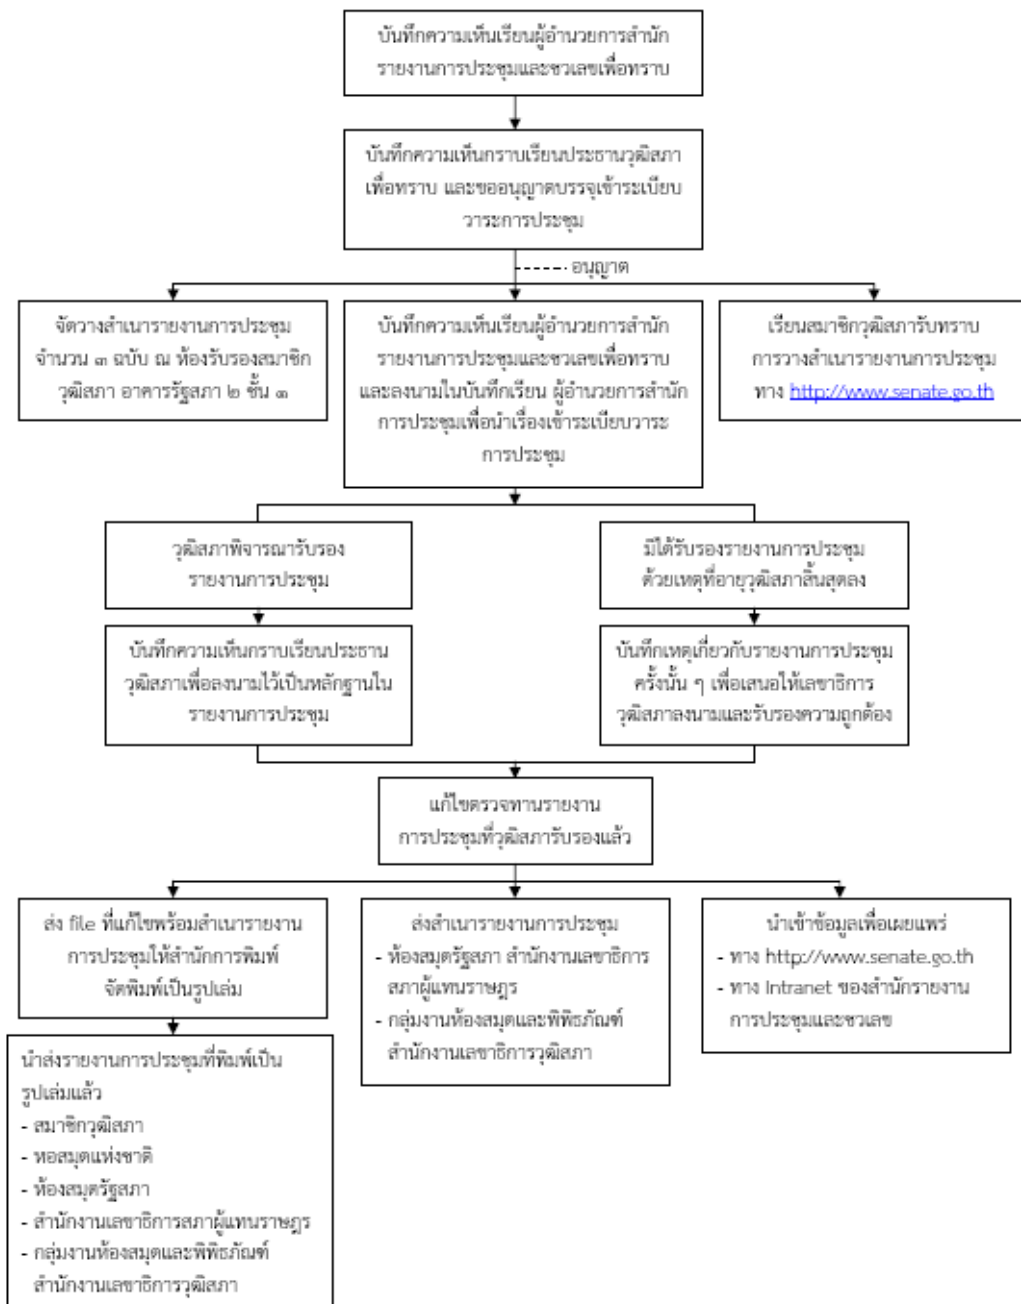 บันทึกความเห็นเรียนผู้อำนวยการสำนัก
รายงานการประชุมและชวเลขเพื่อทราบ
บันทึกความเห็นกราบเรียนประธานวุฒิสภา
เพื่อทราบ และขออนุญาตบรรจุเข้าระเบียบ
วาระการประชุม
อนุญาต
จัดวางสำเนารายงานการประชุม
จำนวน ๓ ฉบับ ณ ห้องรับรองสมาชิก
วุฒิสภา อาคารรัฐสภา ๒ ชั้น ๑
บันทึกความเห็นเรียนผู้อำนวยการสำนัก
รายงานการประชุมและชวเลขเพื่อทราบ
และลงนามในบันทึกเรียน ผู้อำนวยการสำนัก
การประชุมเพื่อนำเรื่องเข้าระเบียบวาระ
การประชุม
เรียนสมาชิกวุฒิสภารับทราบ
การวางสำเนารายงานการประชุม
ทาง http://www.senate.go.th
วุฒิสภาพิจารณารับรอง
รายงานการประชุม
มิได้รับรองรายงานการประชุม
ด้วยเหตุที่อายุวุฒิสภาสิ้นสุดลง
บันทึกความเห็นกราบเรียนประธาน
วุฒิสภาเพื่อลงนามไว้เป็นหลักฐานใน
รายงานการประชุม
บันทึกเหตุเกี่ยวกับรายงานการประชุม
ครั้งนั้น ๆ เพื่อเสนอให้เลขาธิการ
วุฒิสภาลงนามและรับรองความถูกต้อง
แก้ไขตรวจทานรายงาน
การประชุมที่วุฒิสภารับรองแล้ว
ส่ง file ที่แก้ไขพร้อมสำเนารายงาน
การประชุมให้สำนักการพิมพ์
จัดพิมพ์เป็นรูปเล่ม
ส่งสำเนารายงานการประชุม
- ห้องสมุดรัฐสภา สำนักงานเลขาธิการ
สภาผู้แทนราษฎร
- กลุ่มงานห้องสมุดและพิพิธภัณฑ์
สำนักงานเลขาธิการวุฒิสภา
นำเข้าข้อมูลเพื่อเผยแพร่
- ทาง http://www.senate.go.th
- ทาง Intranet ของสำนักรายงาน
การประชุมและชวเลข
นำส่งรายงานการประชุมที่พิมพ์เป็น
รูปเล่มแล้ว
- สมาชิกวุฒิสภา
- หอสมุดแห่งชาติ
- ห้องสมุดรัฐสภา
- สำนักงานเลขาธิการสภาผู้แทนราษฎร
- กลุ่มงานห้องสมุดและพิพิธภัณฑ์
สำนักงานเลขาธิการวุฒิสภา